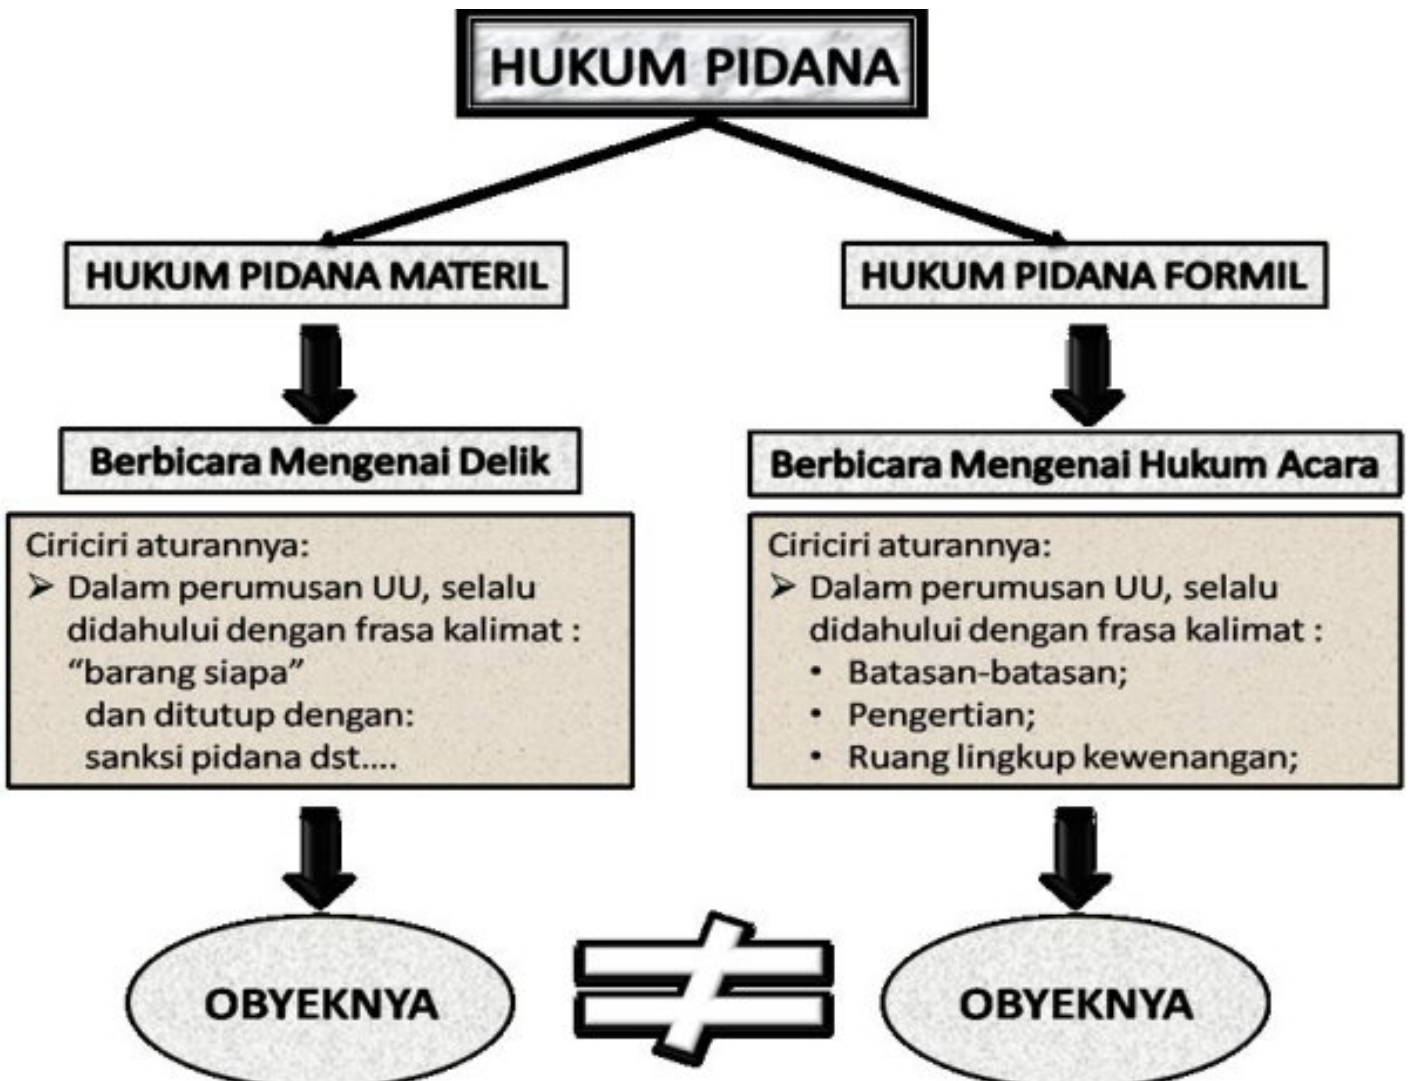 HUKUM PIDANA
HUKUM PIDANA MATERIL
Berbicara Mengenai Delik
Ciriciri aturannya:
➢ Dalam perumusan UU, selalu
didahului dengan frasa kalimat :
“barang siapa”
dan ditutup dengan:
sanksi pidana dst....
OBYEKNYA
≠
HUKUM PIDANA FORMIL
Berbicara Mengenai Hukum Acara
Ciriciri aturannya:
➢ Dalam perumusan UU, selalu
didahului dengan frasa kalimat :
• Batasan-batasan;
• Pengertian;
• Ruang lingkup kewenangan;
OBYEKNYA